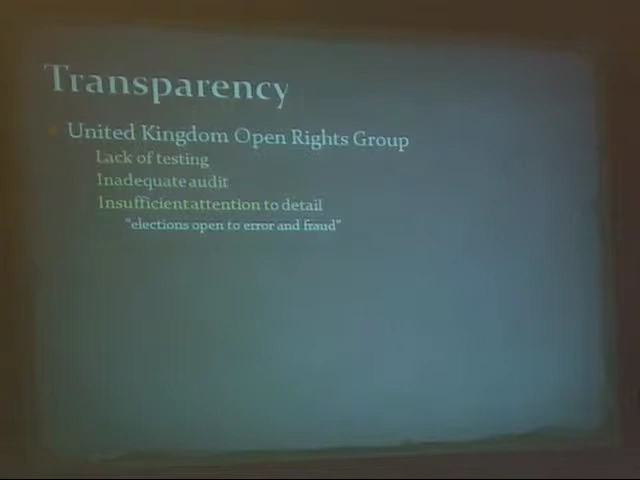 Transparency
United Kingdom Open Rights Group
Lack of testing
Inadequate audit
Insufficient attention to detail
"elections open to error and fraud"